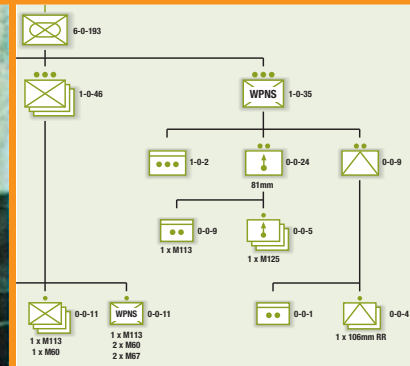 6-0-193
1-0-46
WPNS
1-0-35
1-0-2
0-0-24
0-0-9
81mm
0-0-9
0-0-5
1 x M113
1 x M125
0-0-11
WPNS
0-0-11
0-0-1
0-0-4
1 x M113
1 x M60
1 x M113
2 x M60
2 x M67
1 x 106mm RR